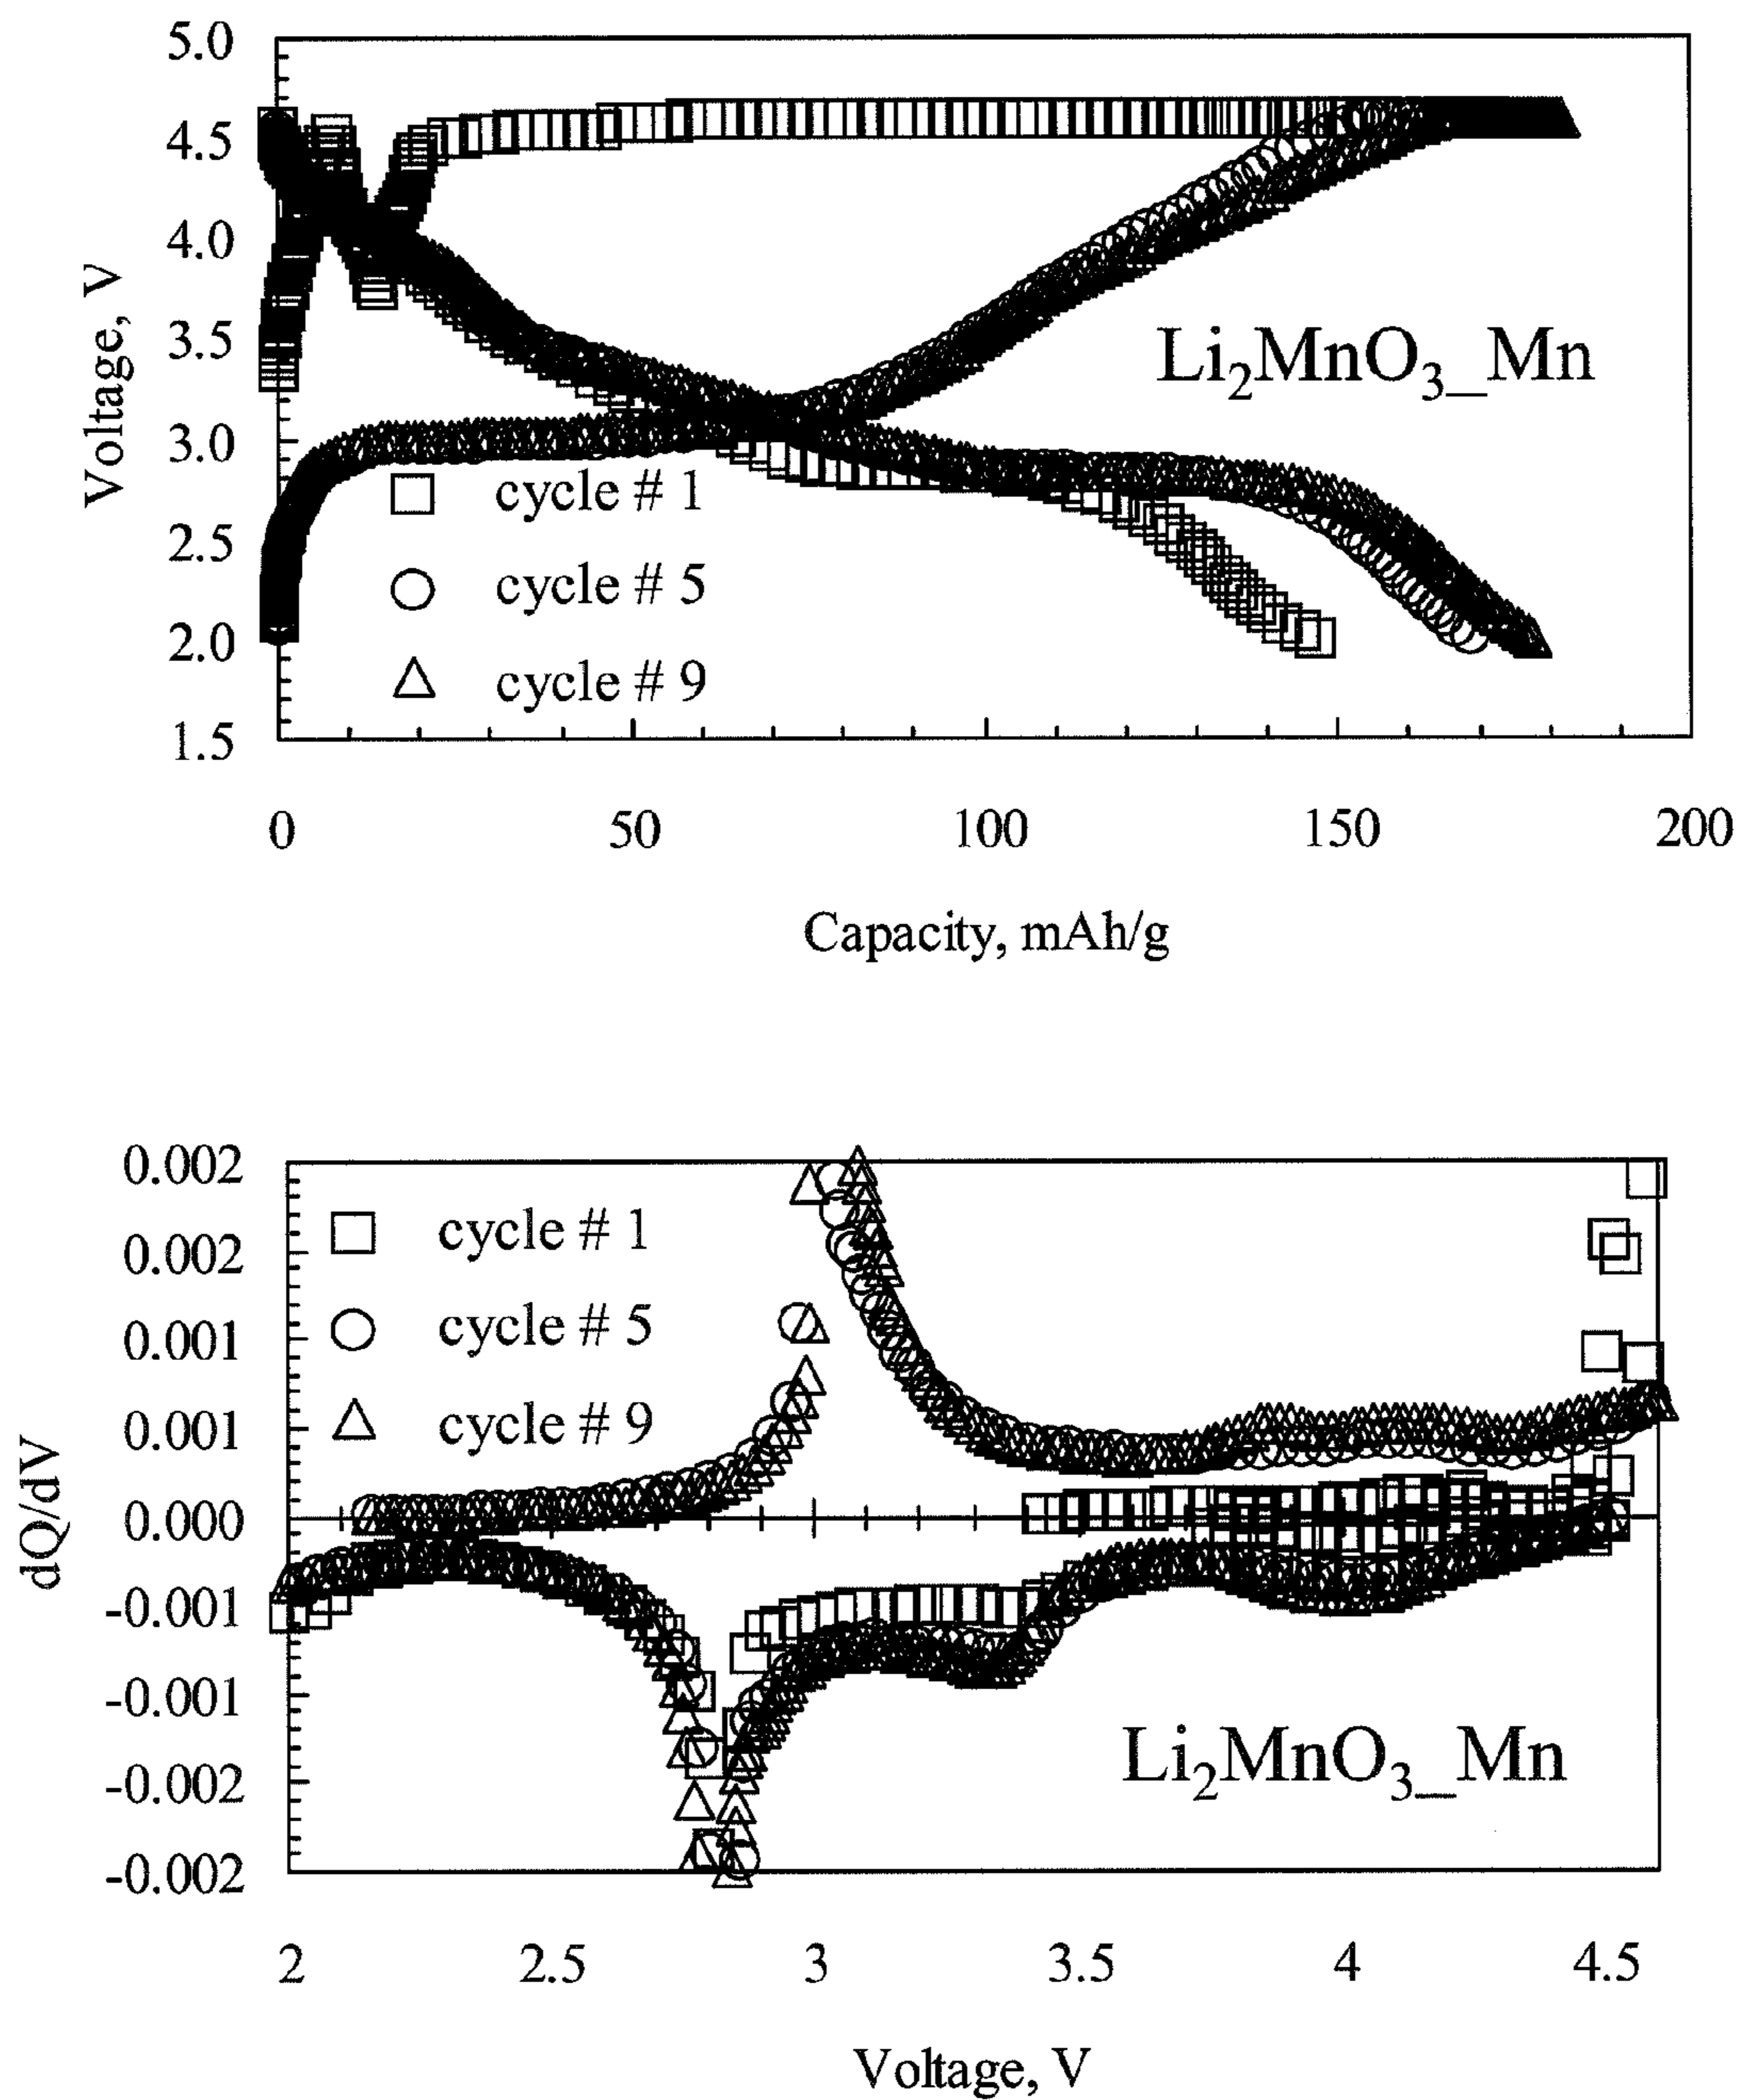 5.0
4.5
4.0
3.5
3.0
2.5
2.0
1.5
Voltage, V
Li₂MnO₃_Mn
cycle # 1
cycle # 5
cycle # 9
0 50 100 150 200
Capacity, mAh/g
0.002
0.002
0.001
0.001
0.000
-0.001
-0.001
-0.002
-0.002
dQ/dV
cycle # 1
cycle # 5
cycle # 9
Li₂MnO₃_Mn
2 2.5 3 3.5 4 4.5
Voltage, V